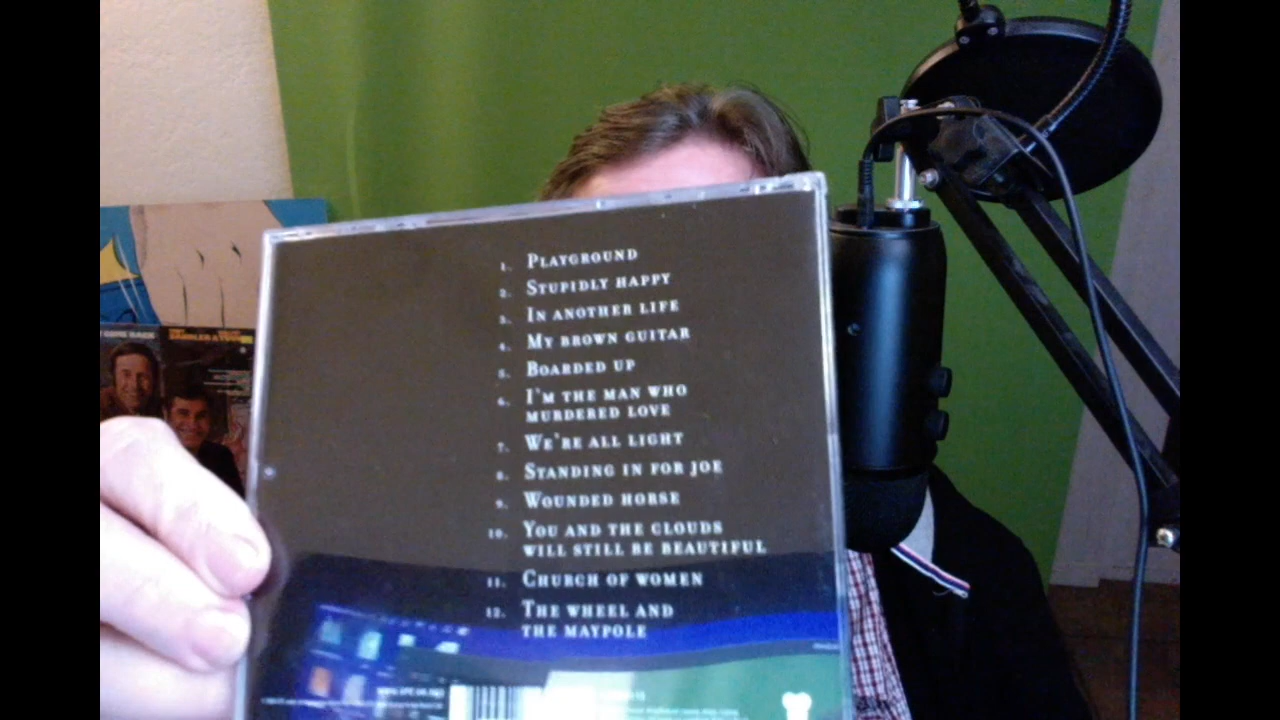 1. PLAYGROUND
2. STUPIDLY HAPPY
3. IN ANOTHER LIFE
4. MY BROWN GUITAR
5. BOARDED UP
6. I'M THE MAN WHO
MURDERED LOVE
7. WE'RE ALL LIGHT
8. STANDING IN FOR JOE
9. WOUNDED HORSE
10. YOU AND THE CLOUDS
WILL STILL BE BEAUTIFUL
11. CHURCH OF WOMEN
12. THE WHEEL AND
THE MAYPOLE